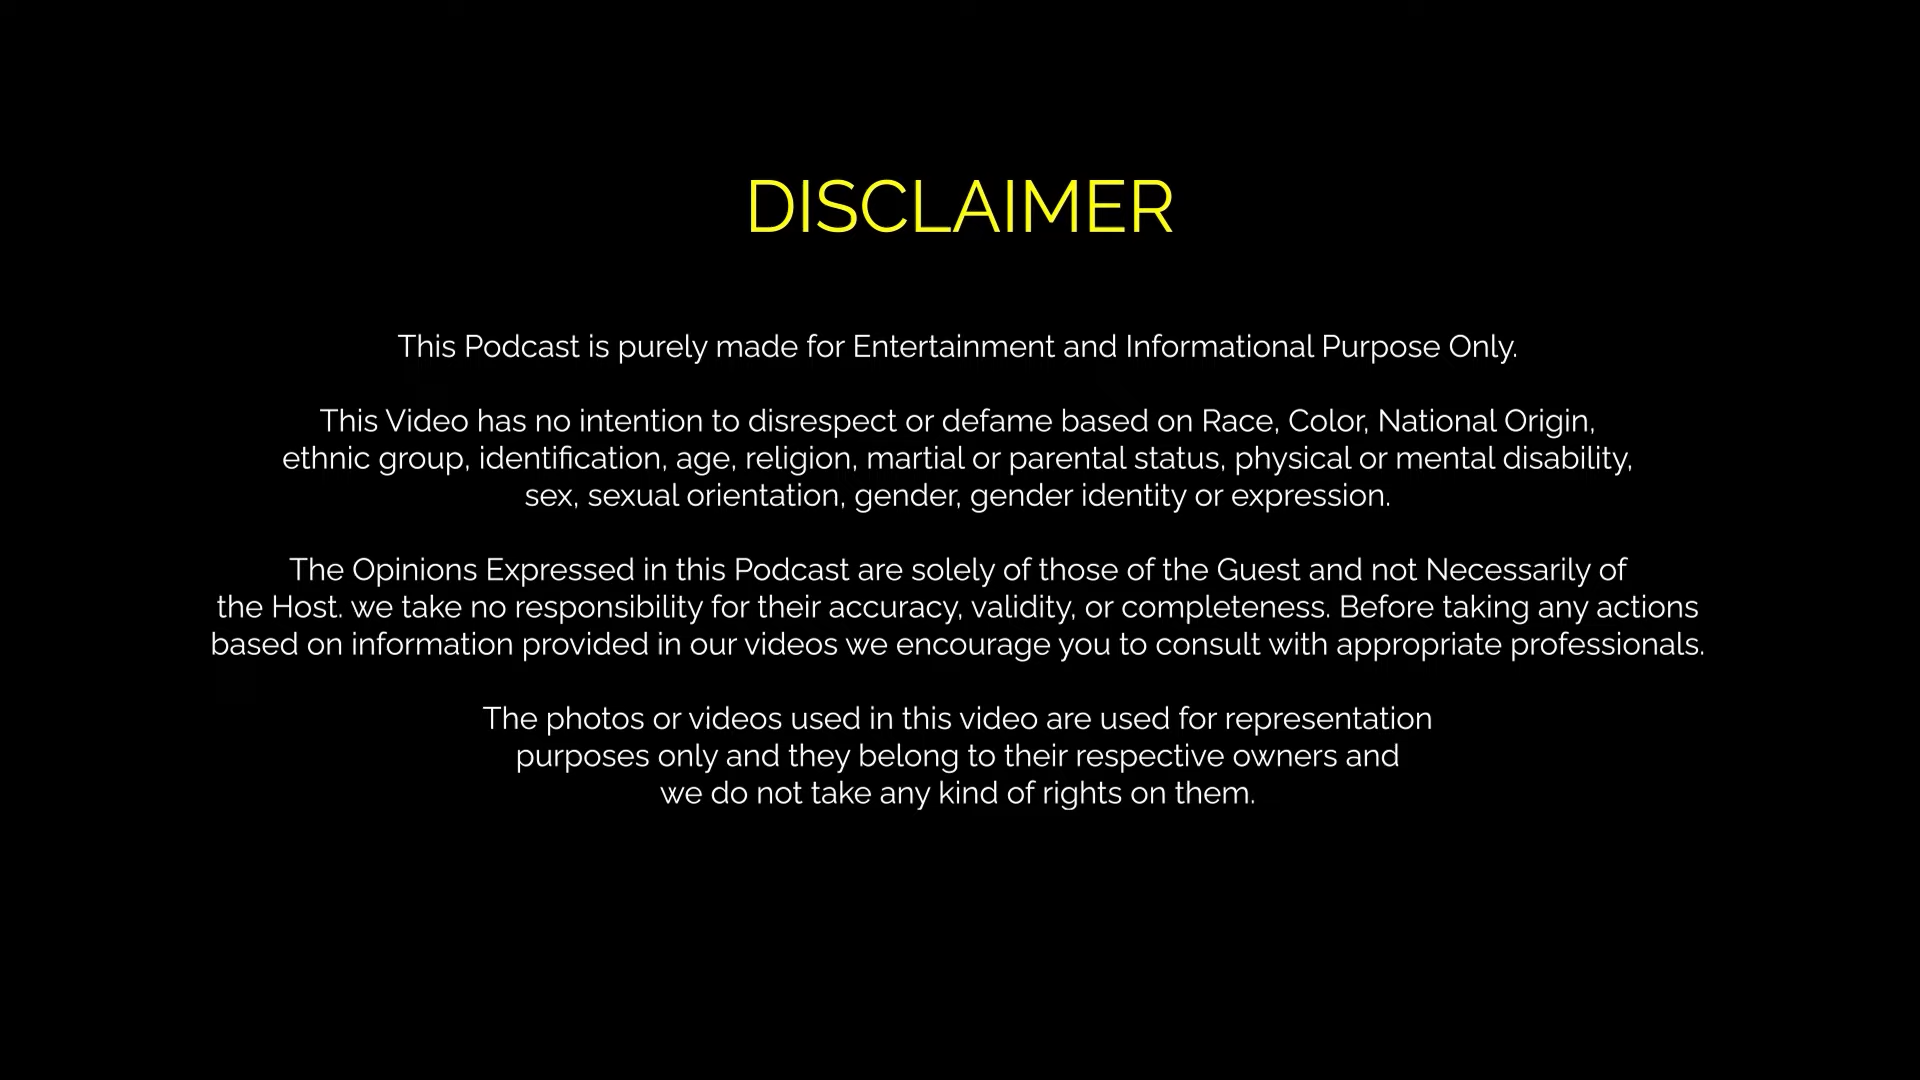 DISCLAIMER
This Podcast is purely made for Entertainment and Informational Purpose Only.
This Video has no intention to disrespect or defame based on Race, Color, National Origin,
ethnic group, identification, age, religion, martial or parental status, physical or mental disability,
sex, sexual orientation, gender, gender identity or expression.
The Opinions Expressed in this Podcast are solely of those of the Guest and not Necessarily of
the Host. we take no responsibility for their accuracy, validity, or completeness. Before taking any actions
based on information provided in our videos we encourage you to consult with appropriate professionals.
The photos or videos used in this video are used for representation
purposes only and they belong to their respective owners and
we do not take any kind of rights on them.